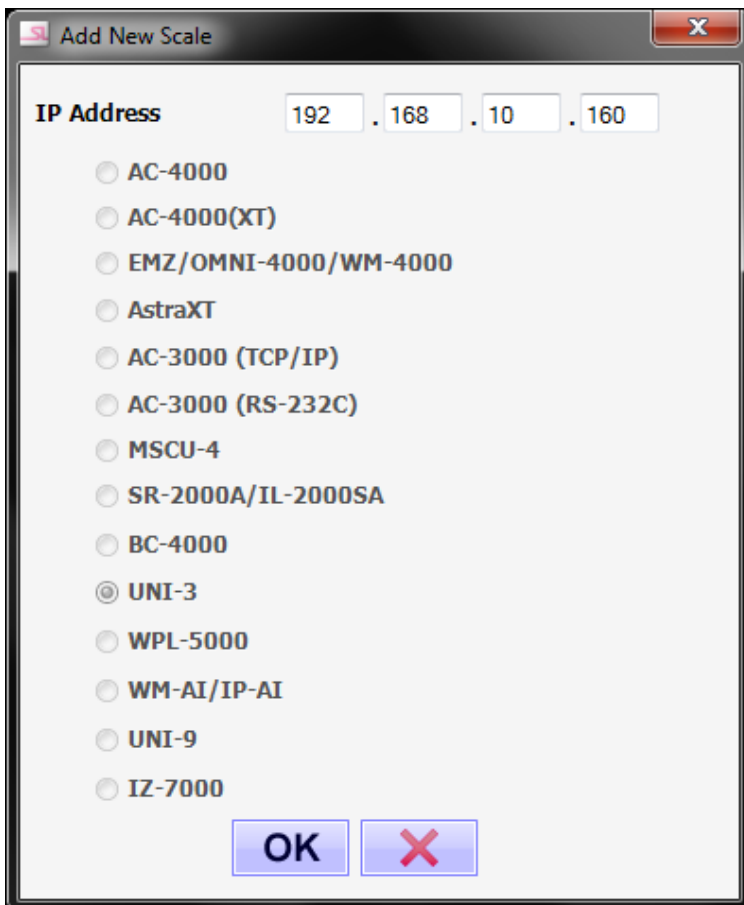 Add New Scale
IP Address 192 . 168 . 10 . 160
AC-4000
AC-4000(XT)
EMZ/OMNI-4000/WM-4000
AstraXT
AC-3000 (TCP/IP)
AC-3000 (RS-232C)
MSCU-4
SR-2000A/IL-2000SA
BC-4000
UNI-3
WPL-5000
WM-AI/IP-AI
UNI-9
IZ-7000
OK